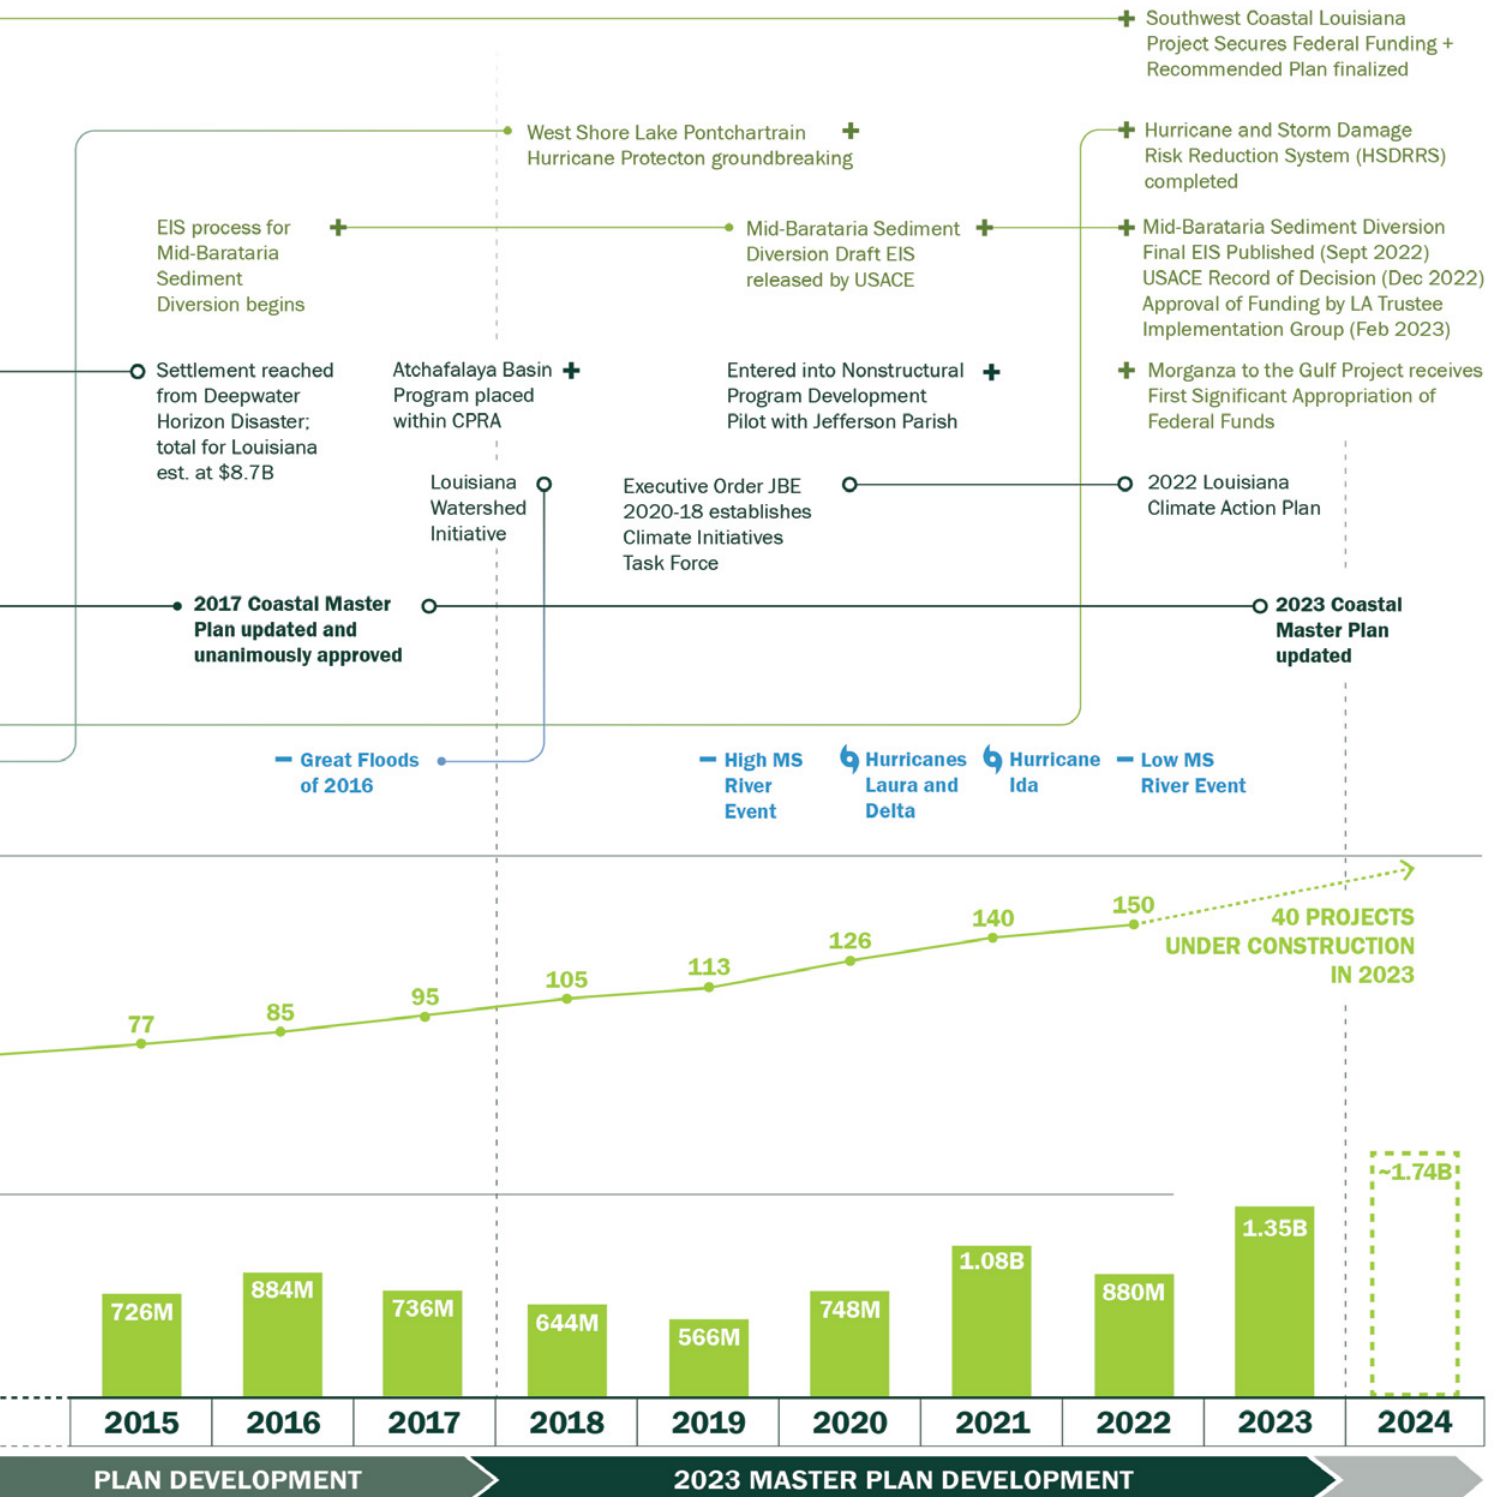 Southwest Coastal Louisiana
Project Secures Federal Funding +
Recommended Plan finalized
West Shore Lake Pontchartrain
Hurricane Protecton groundbreaking
Hurricane and Storm Damage
Risk Reduction System (HSDRRS)
completed
EIS process for
Mid-Barataria
Sediment
Diversion begins
Mid-Barataria Sediment
Diversion Draft EIS
released by USACE
Mid-Barataria Sediment Diversion
Final EIS Published (Sept 2022)
USACE Record of Decision (Dec 2022)
Approval of Funding by LA Trustee
Implementation Group (Feb 2023)
Settlement reached
from Deepwater
Horizon Disaster;
total for Louisiana
est. at $8.7B
Atchafalaya Basin
Program placed
within CPRA
Entered into Nonstructural
Program Development
Pilot with Jefferson Parish
Morganza to the Gulf Project receives
First Significant Appropriation of
Federal Funds
Louisiana
Watershed
Initiative
Executive Order JBE
2020-18 establishes
Climate Initiatives
Task Force
2022 Louisiana
Climate Action Plan
2017 Coastal Master
Plan updated and
unanimously approved
2023 Coastal
Master Plan
updated
Great Floods
of 2016
High MS
River
Event
Hurricanes
Laura and
Delta
Hurricane
Ida
Low MS
River Event
77
85
95
105
113
126
140
150
40 PROJECTS
UNDER CONSTRUCTION
IN 2023
726M
884M
736M
644M
566M
748M
1.08B
880M
1.35B
~1.74B
2015
2016
2017
2018
2019
2020
2021
2022
2023
2024
PLAN DEVELOPMENT
2023 MASTER PLAN DEVELOPMENT